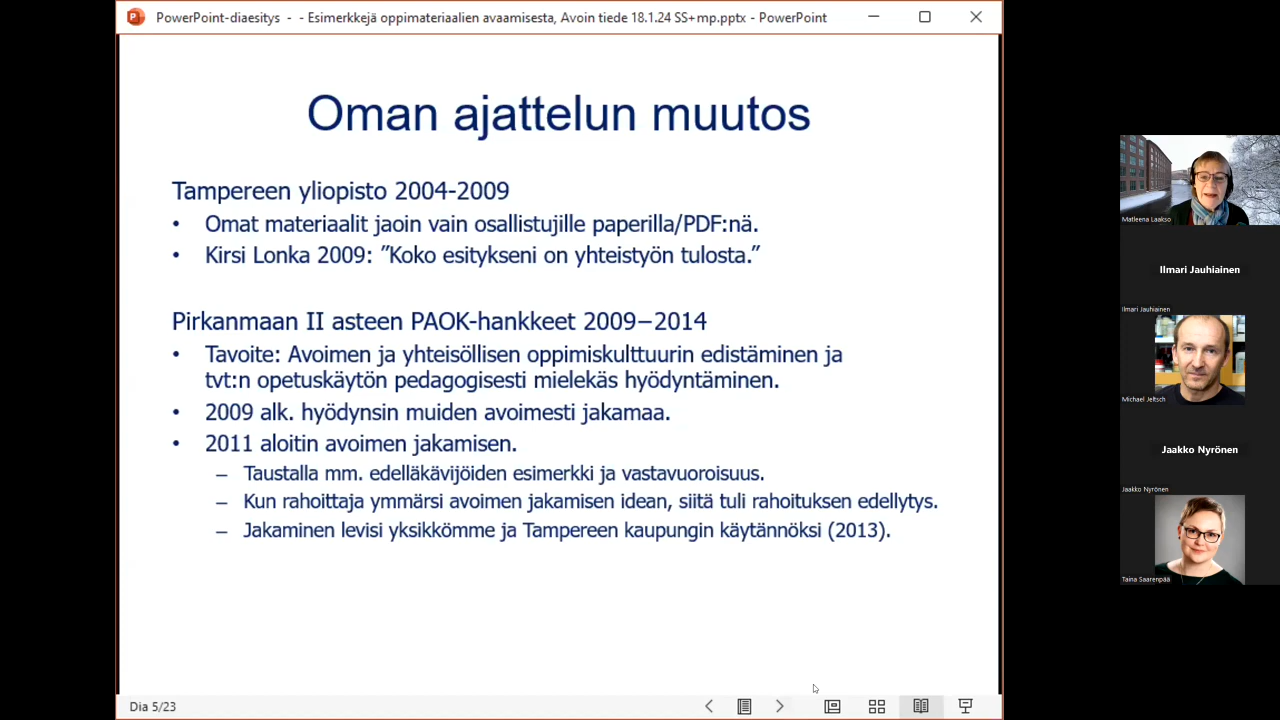 PowerPoint-diaesitys - - Esimerkkejä oppimateriaalien avaamisesta, Avoin tiede 18.1.24 SS+mp.pptx - PowerPoint
Oman ajattelun muutos
Tampereen yliopisto 2004-2009
• Omat materiaalit jaoin vain osallistujille paperilla/PDF:nä.
• Kirsi Lonka 2009: ”Koko esitykseni on yhteistyön tulosta.”
Pirkanmaan II asteen PAOK-hankkeet 2009–2014
• Tavoite: Avoimen ja yhteisöllisen oppimiskulttuurin edistäminen ja
tvt:n opetuskäytön pedagogisesti mielekäs hyödyntäminen.
• 2009 alk. hyödynsin muiden avoimesti jakamaa.
• 2011 aloitin avoimen jakamisen.
– Taustalla mm. edelläkävijöiden esimerkki ja vastavuoroisuus.
– Kun rahoittaja ymmärsi avoimen jakamisen idean, siitä tuli rahoituksen edellytys.
– Jakaminen levisi yksikkömme ja Tampereen kaupungin käytännöksi (2013).
Dia 5/23
Matleena Laakso
Ilmari Jauhiainen
Ilmari Jauhiainen
Michael Jeltsch
Jaakko Nyrönen
Jaakko Nyrönen
Taina Saarenpää